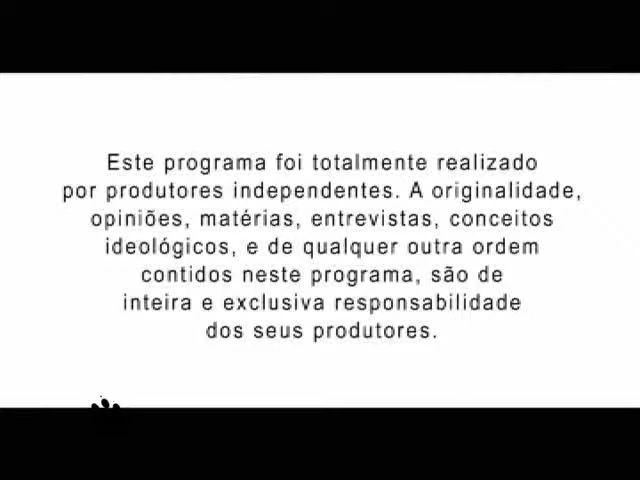 Este programa foi totalmente realizado
por produtores independentes. A originalidade,
opiniões, matérias, entrevistas, conceitos
ideológicos, e de qualquer outra ordem
contidos neste programa, são de
inteira e exclusiva responsabilidade
dos seus produtores.